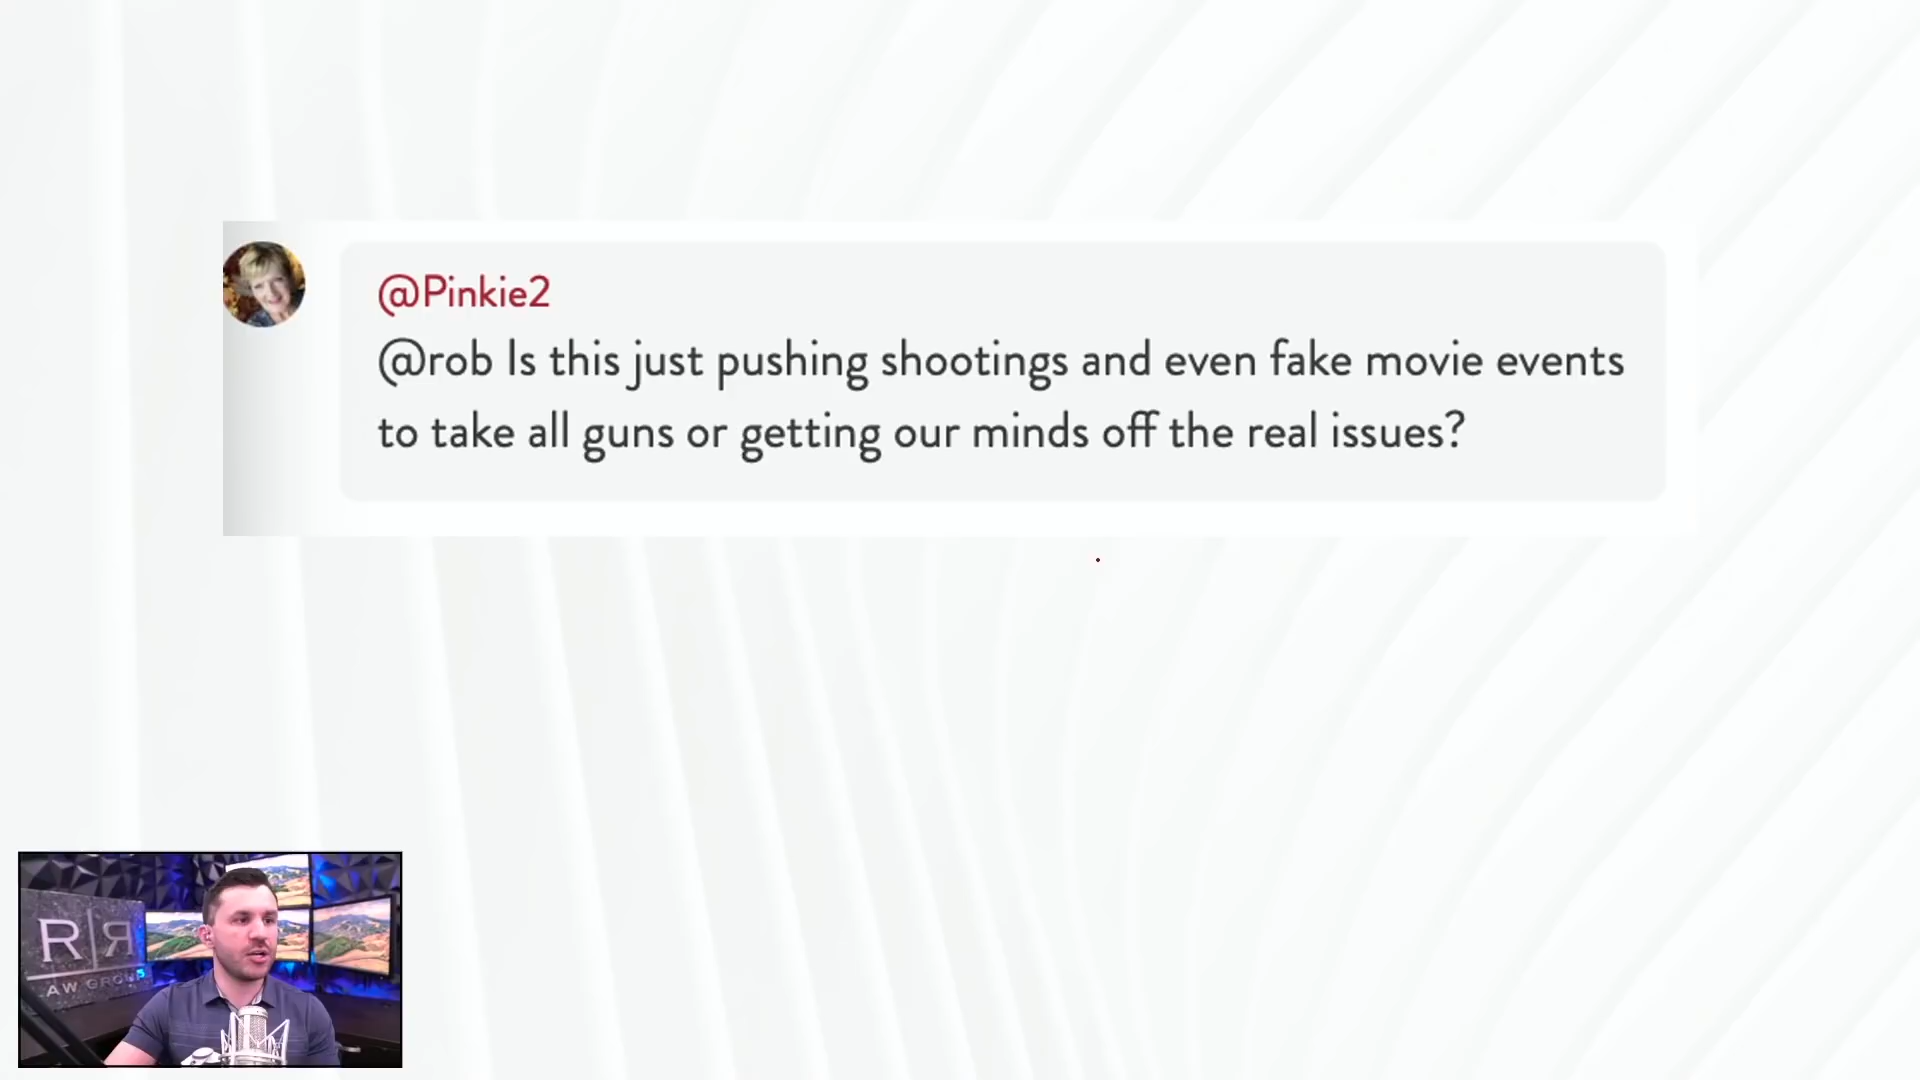 @Pinkie2
@rob Is this just pushing shootings and even fake movie events
to take all guns or getting our minds off the real issues?
R|Я
AW GROUP